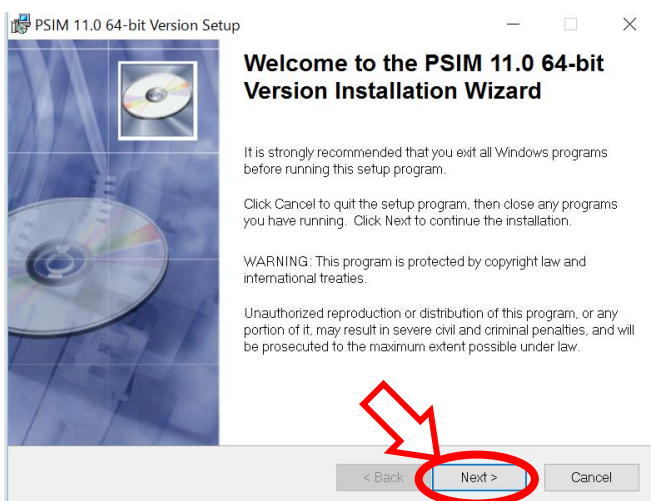 PSIM 11.0 64-bit Version Setup
Welcome to the PSIM 11.0 64-bit
Version Installation Wizard
It is strongly recommended that you exit all Windows programs
before running this setup program.
Click Cancel to quit the setup program, then close any programs
you have running. Click Next to continue the installation.
WARNING: This program is protected by copyright law and
international treaties.
Unauthorized reproduction or distribution of this program, or any
portion of it, may result in severe civil and criminal penalties, and will
be prosecuted to the maximum extent possible under law.
< Back Next > Cancel